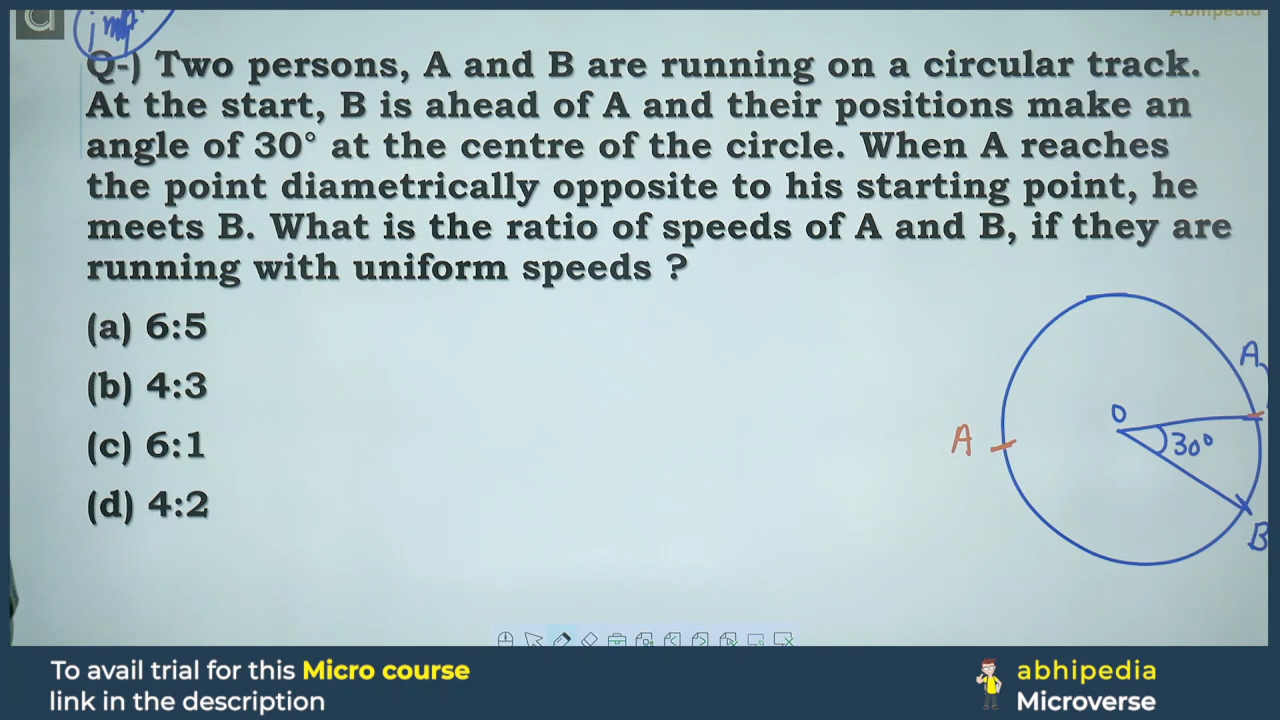 a
imp
Abhipedia
Q-) Two persons, A and B are running on a circular track.
At the start, B is ahead of A and their positions make an
angle of 30° at the centre of the circle. When A reaches
the point diametrically opposite to his starting point, he
meets B. What is the ratio of speeds of A and B, if they are
running with uniform speeds ?
(a) 6:5
(b) 4:3
(c) 6:1
(d) 4:2
A
O
30°
A
B
To avail trial for this Micro course
link in the description
abhipedia
Microverse